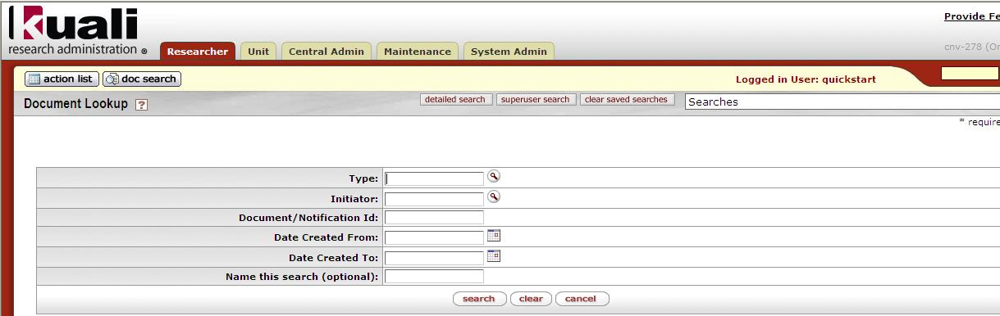 kuali
research administration ®
Provide Fe
Researcher Unit Central Admin Maintenance System Admin
cnv-278 (Or
action list doc search
Logged in User: quickstart
Document Lookup ?
detailed search superuser search clear saved searches Searches
* require
Type:
Initiator:
Document/Notification Id:
Date Created From:
Date Created To:
Name this search (optional):
search clear cancel